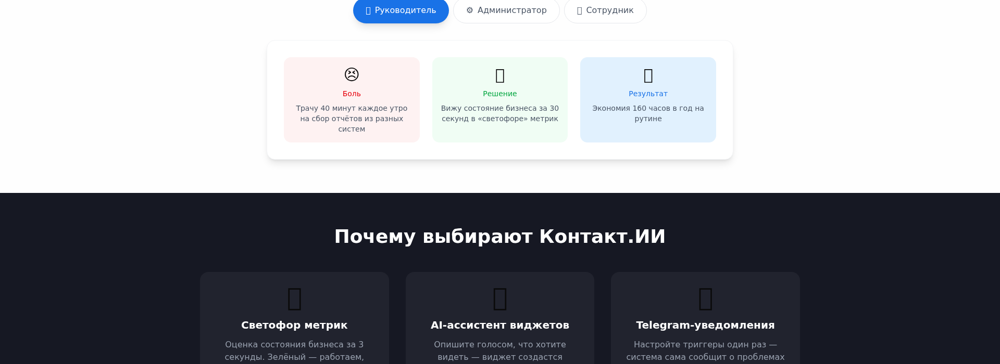 Руководитель
Администратор
Сотрудник
Боль
Трачу 40 минут каждое утро
на сбор отчётов из разных
систем
Решение
Вижу состояние бизнеса за 30
секунд в «светофоре» метрик
Результат
Экономия 160 часов в год на
рутине
Почему выбирают Контакт.ИИ
Светофор метрик
Оценка состояния бизнеса за 3
секунды. Зелёный — работаем,
AI-ассистент виджетов
Опишите голосом, что хотите
видеть — виджет создастся
Telegram-уведомления
Настройте триггеры один раз —
система сама сообщит о проблемах